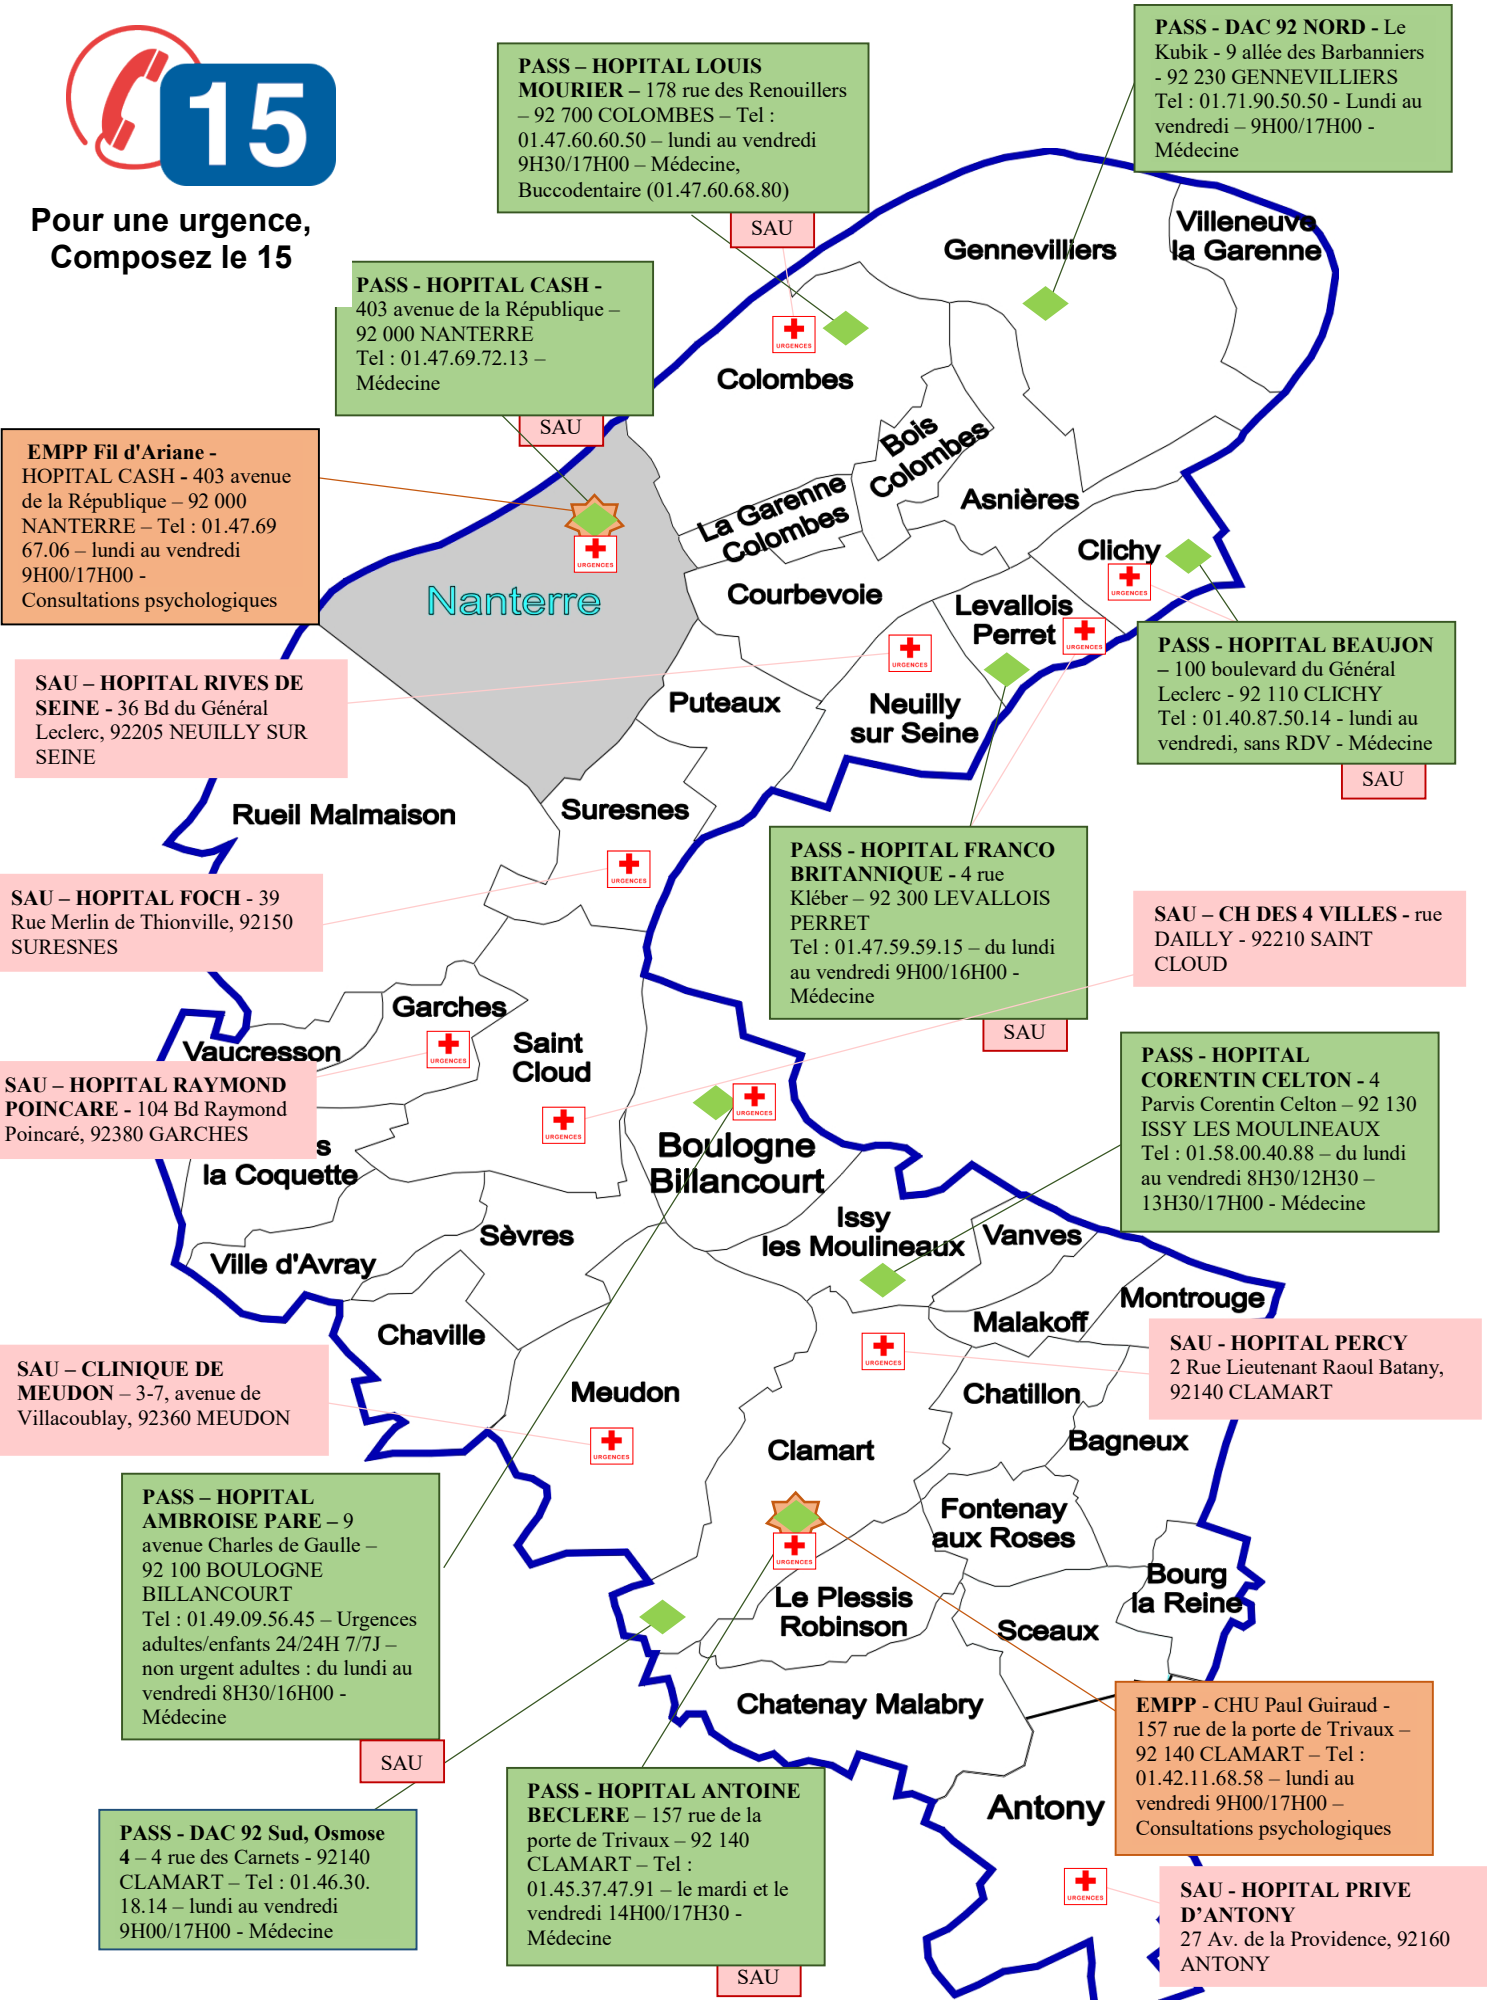 15
Pour une urgence,
Composez le 15
PASS – HOPITAL LOUIS
MOURIER – 178 rue des Renouillers
– 92 700 COLOMBES – Tel :
01.47.60.60.50 – lundi au vendredi
9H30/17H00 – Médecine,
Buccodentaire (01.47.60.68.80)
SAU
PASS - DAC 92 NORD - Le
Kubik - 9 allée des Barbanniers
- 92 230 GENNEVILLIERS
Tel : 01.71.90.50.50 - Lundi au
vendredi – 9H00/17H00 -
Médecine
PASS - HOPITAL CASH -
403 avenue de la République –
92 000 NANTERRE
Tel : 01.47.69.72.13 –
Médecine
SAU
EMPP Fil d'Ariane -
HOPITAL CASH - 403 avenue
de la République – 92 000
NANTERRE – Tel : 01.47.69
67.06 – lundi au vendredi
9H00/17H00 -
Consultations psychologiques
Villeneuve
la Garenne
Gennevilliers
URGENCES
Colombes
Bois
Colombes
La Garenne
Colombes
Asnières
Clichy
URGENCES
URGENCES
Nanterre
Courbevoie
Levallois
Perret
URGENCES
URGENCES
Puteaux
Neuilly
sur Seine
SAU – HOPITAL RIVES DE
SEINE - 36 Bd du Général
Leclerc, 92205 NEUILLY SUR
SEINE
PASS - HOPITAL BEAUJON
– 100 boulevard du Général
Leclerc - 92 110 CLICHY
Tel : 01.40.87.50.14 - lundi au
vendredi, sans RDV - Médecine
SAU
Rueil Malmaison
Suresnes
URGENCES
SAU – HOPITAL FOCH - 39
Rue Merlin de Thionville, 92150
SURESNES
PASS - HOPITAL FRANCO
BRITANNIQUE - 4 rue
Kléber – 92 300 LEVALLOIS
PERRET
Tel : 01.47.59.59.15 – du lundi
au vendredi 9H00/16H00 -
Médecine
SAU
SAU – CH DES 4 VILLES - rue
DAILLY - 92210 SAINT
CLOUD
Garches
URGENCES
Vaucresson
Saint
Cloud
URGENCES
SAU – HOPITAL RAYMOND
POINCARE - 104 Bd Raymond
Poincaré, 92380 GARCHES
s
la Coquette
URGENCES
Boulogne
Billancourt
PASS - HOPITAL
CORENTIN CELTON - 4
Parvis Corentin Celton – 92 130
ISSY LES MOULINEAUX
Tel : 01.58.00.40.88 – du lundi
au vendredi 8H30/12H30 –
13H30/17H00 - Médecine
Issy
les Moulineaux
Vanves
Sèvres
Ville d'Avray
Chaville
Malakoff
Montrouge
URGENCES
SAU - HOPITAL PERCY
2 Rue Lieutenant Raoul Batany,
92140 CLAMART
SAU – CLINIQUE DE
MEUDON – 3-7, avenue de
Villacoublay, 92360 MEUDON
Meudon
URGENCES
Chatillon
Clamart
Bagneux
PASS – HOPITAL
AMBROISE PARE – 9
avenue Charles de Gaulle –
92 100 BOULOGNE
BILLANCOURT
Tel : 01.49.09.56.45 – Urgences
adultes/enfants 24/24H 7/7J –
non urgent adultes : du lundi au
vendredi 8H30/16H00 -
Médecine
SAU
Fontenay
aux Roses
URGENCES
Bourg
la Reine
Le Plessis
Robinson
Sceaux
Chatenay Malabry
EMPP - CHU Paul Guiraud -
157 rue de la porte de Trivaux –
92 140 CLAMART – Tel :
01.42.11.68.58 – lundi au
vendredi 9H00/17H00 –
Consultations psychologiques
PASS - DAC 92 Sud, Osmose
4 – 4 rue des Carnets - 92140
CLAMART – Tel : 01.46.30.
18.14 – lundi au vendredi
9H00/17H00 - Médecine
PASS - HOPITAL ANTOINE
BECLERE – 157 rue de la
porte de Trivaux – 92 140
CLAMART – Tel :
01.45.37.47.91 – le mardi et le
vendredi 14H00/17H30 -
Médecine
SAU
Antony
URGENCES
SAU - HOPITAL PRIVE
D’ANTONY
27 Av. de la Providence, 92160
ANTONY